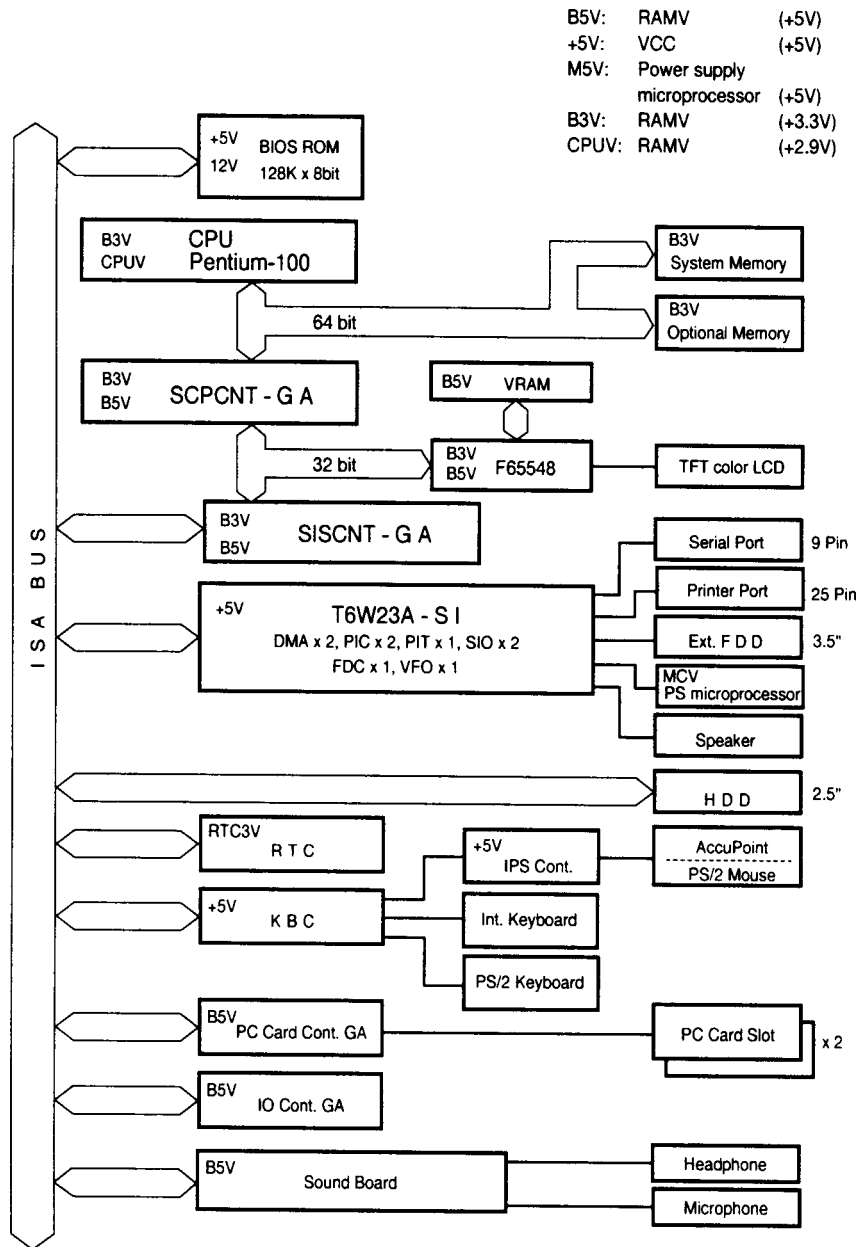 B5V: RAMV (+5V)
+5V: VCC (+5V)
M5V: Power supply
microprocessor (+5V)
B3V: RAMV (+3.3V)
CPUV: RAMV (+2.9V)
ISA BUS
+5V
12V
BIOS ROM
128K x 8bit
B3V
CPUV
CPU
Pentium-100
B3V
System Memory
64 bit
B3V
Optional Memory
B3V
B5V
SCPCNT - G A
B5V VRAM
32 bit
B3V
B5V
F65548
TFT color LCD
B3V
B5V
SISCNT - G A
Serial Port 9 Pin
+5V
T6W23A - S I
DMA x 2, PIC x 2, PIT x 1, SIO x 2
FDC x 1, VFO x 1
Printer Port 25 Pin
Ext. F D D 3.5"
MCV
PS microprocessor
Speaker
H D D 2.5"
RTC3V
R T C
+5V
IPS Cont.
AccuPoint
PS/2 Mouse
+5V
K B C
Int. Keyboard
PS/2 Keyboard
B5V
PC Card Cont. GA
PC Card Slot x 2
B5V
IO Cont. GA
B5V
Sound Board
Headphone
Microphone